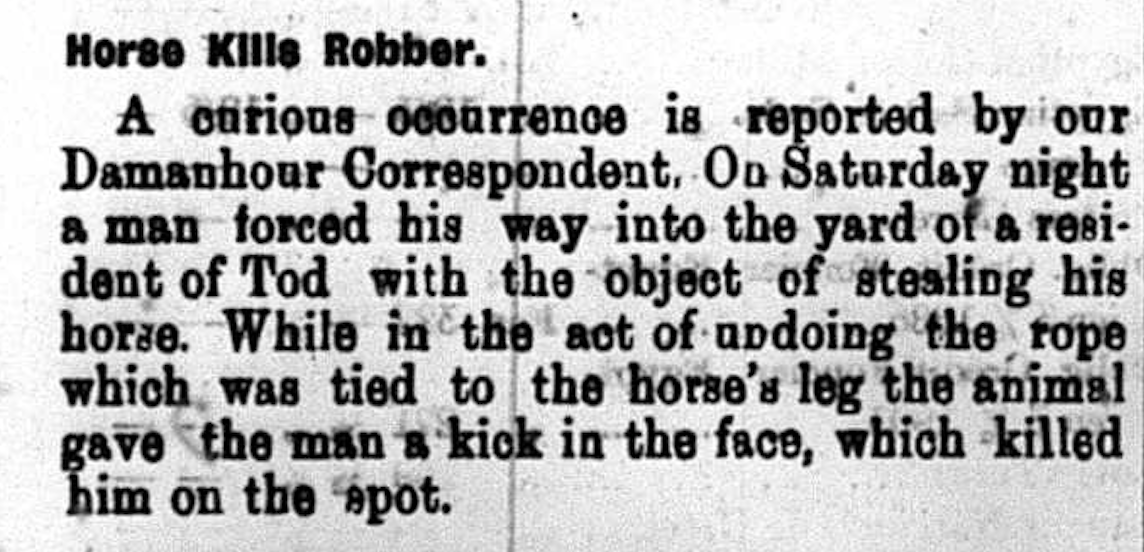 Horse Kills Robber.
A curious occurrence is reported by our
Damanhour Correspondent. On Saturday night
a man forced his way into the yard of a resi-
dent of Tod with the object of stealing his
horse. While in the act of undoing the rope
which was tied to the horse's leg the animal
gave the man a kick in the face, which killed
him on the spot.